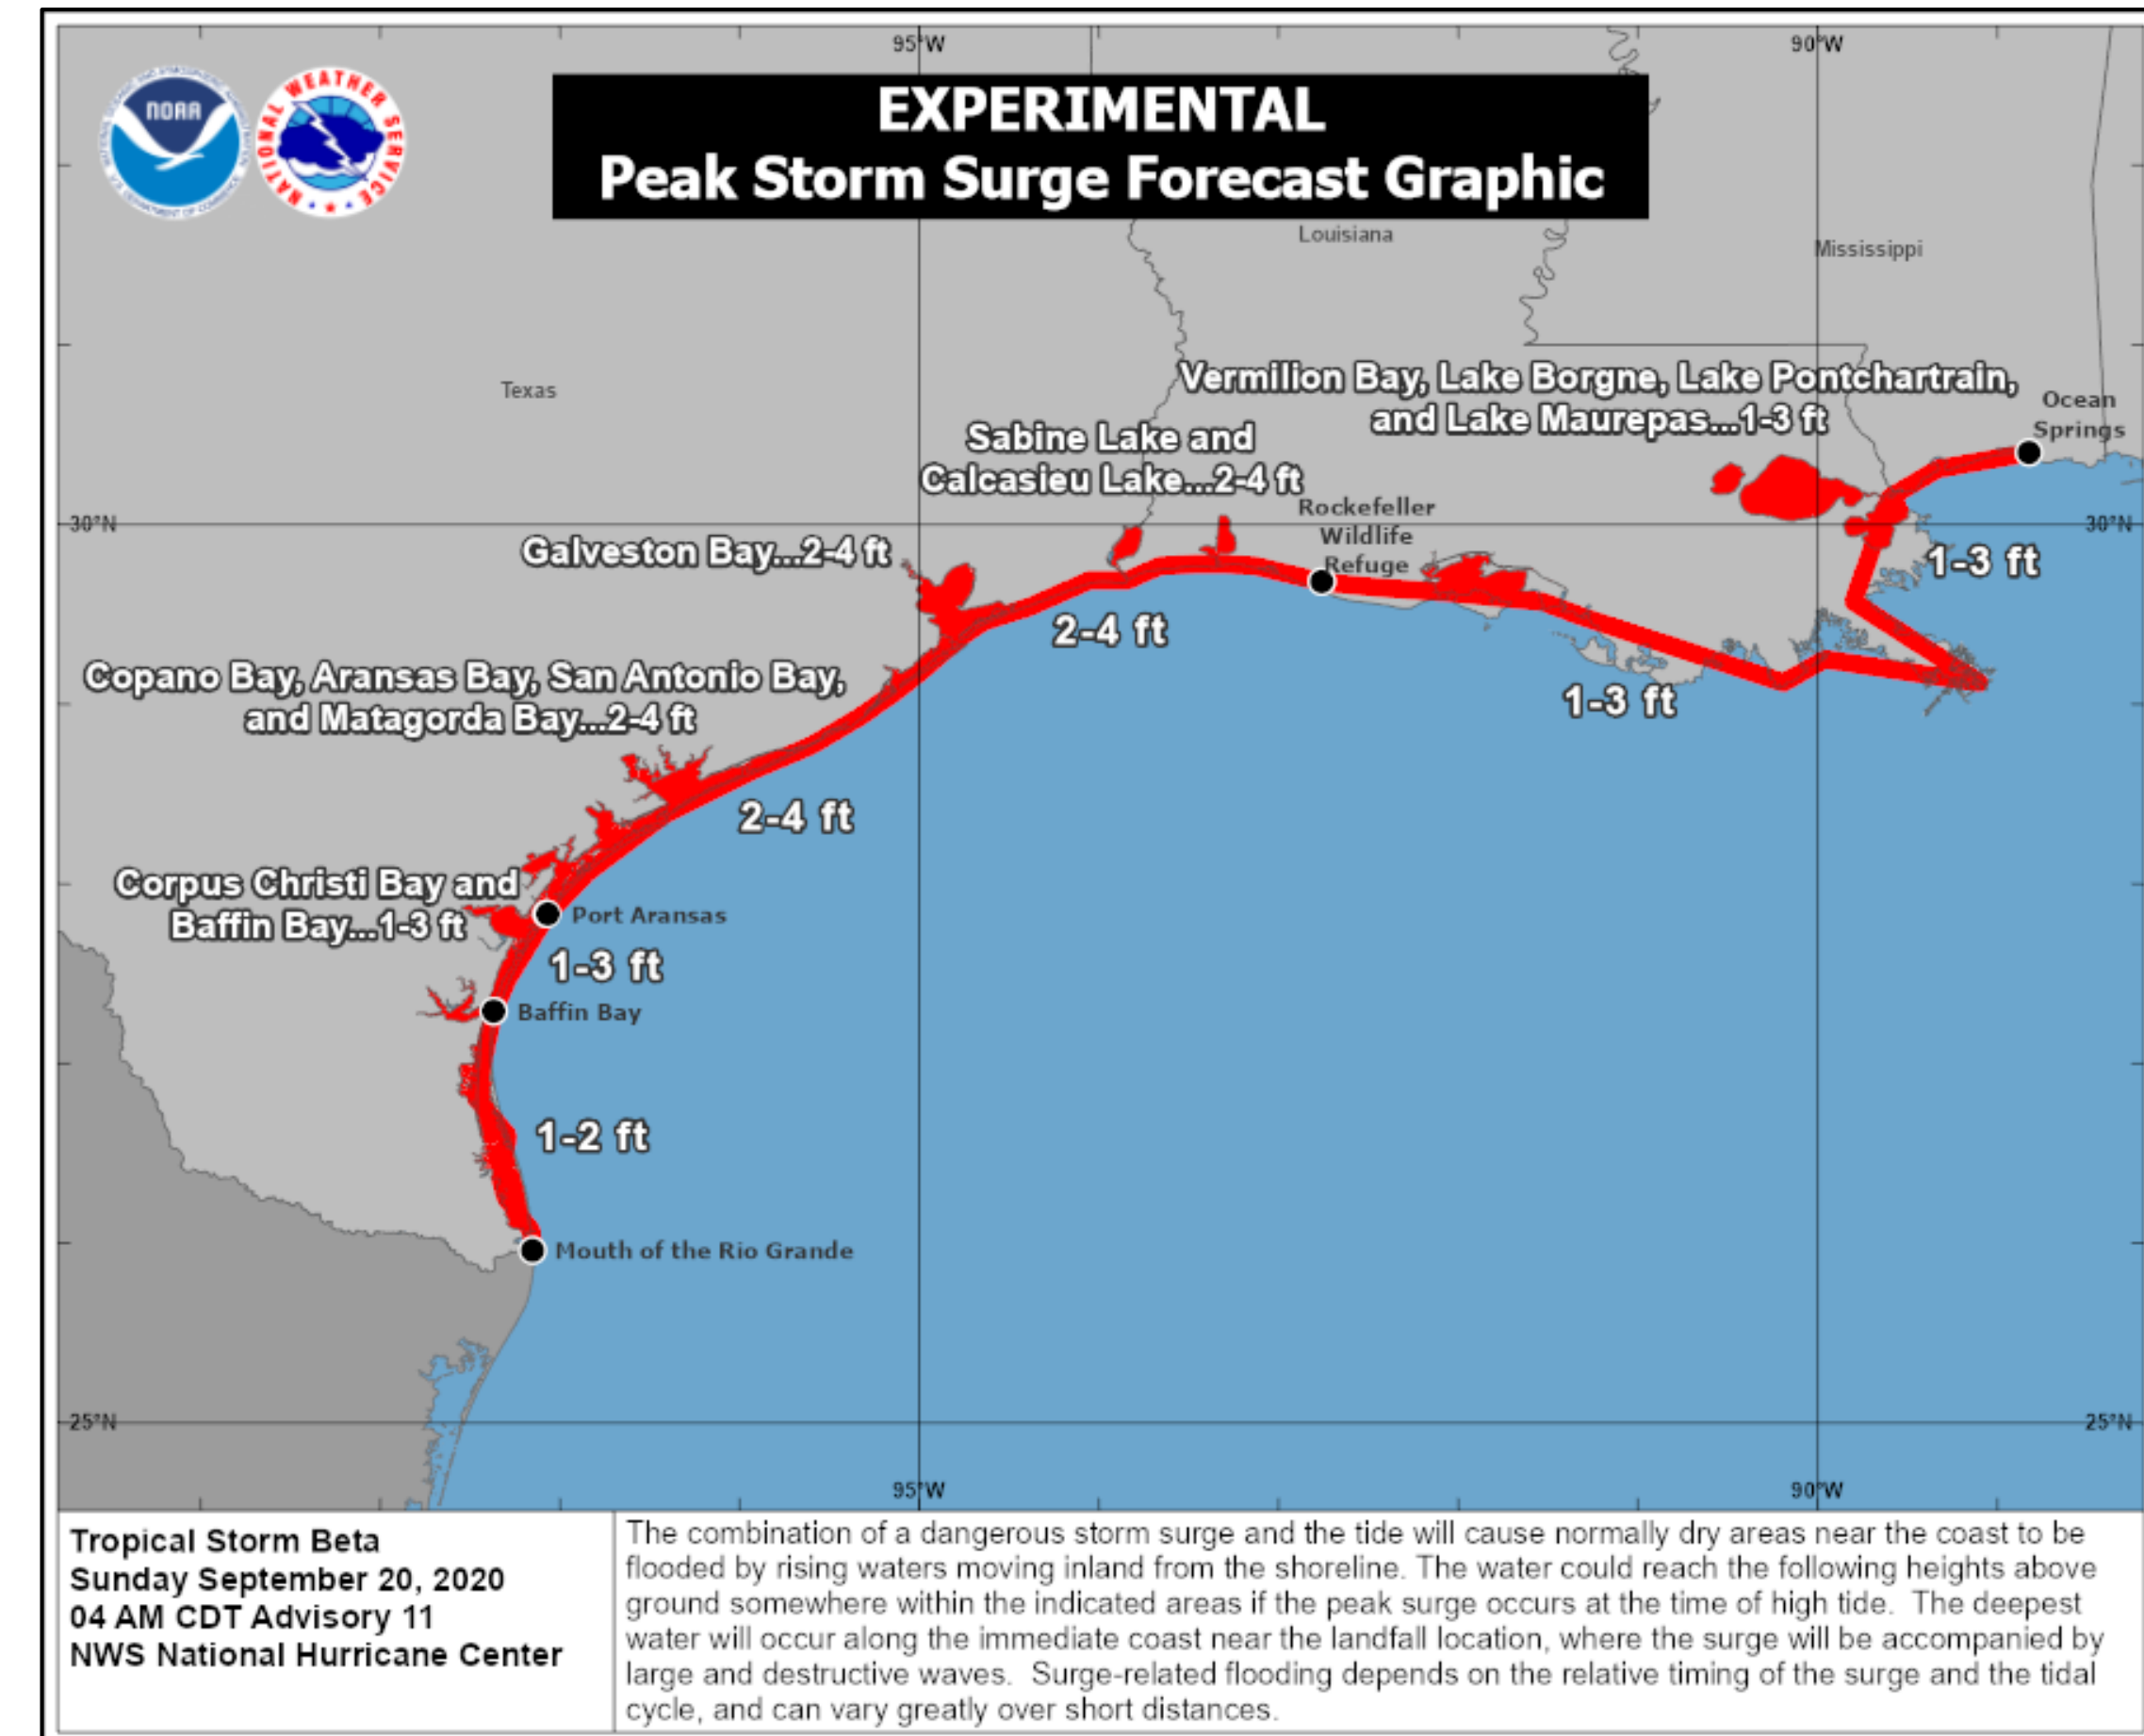 95°W
90°W
NOAA
NATIONAL WEATHER SERVICE
EXPERIMENTAL
Peak Storm Surge Forecast Graphic
Louisiana
Mississippi
Texas
Vermilion Bay, Lake Borgne, Lake Pontchartrain,
and Lake Maurepas...1-3 ft
Ocean
Springs
Sabine Lake and
Calcasieu Lake...2-4 ft
Rockefeller
Wildlife
Refuge
30°N
30°N
Galveston Bay...2-4 ft
1-3 ft
2-4 ft
1-3 ft
Copano Bay, Aransas Bay, San Antonio Bay,
and Matagorda Bay...2-4 ft
2-4 ft
Corpus Christi Bay and
Baffin Bay...1-3 ft
Port Aransas
1-3 ft
Baffin Bay
1-2 ft
Mouth of the Rio Grande
25°N
25°N
95°W
90°W
Tropical Storm Beta
Sunday September 20, 2020
04 AM CDT Advisory 11
NWS National Hurricane Center
The combination of a dangerous storm surge and the tide will cause normally dry areas near the coast to be
flooded by rising waters moving inland from the shoreline. The water could reach the following heights above
ground somewhere within the indicated areas if the peak surge occurs at the time of high tide.  The deepest
water will occur along the immediate coast near the landfall location, where the surge will be accompanied by
large and destructive waves.  Surge-related flooding depends on the relative timing of the surge and the tidal
cycle, and can vary greatly over short distances.